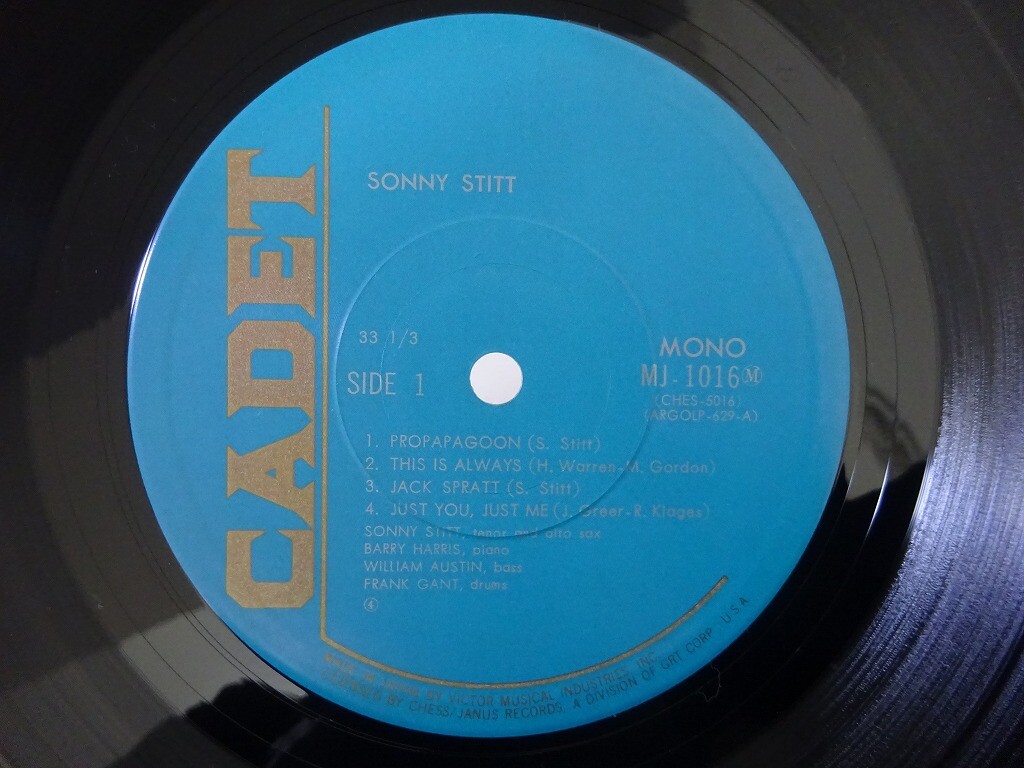 CADET
SONNY STITT
33 1/3
SIDE 1
MONO
MJ-1016Ⓜ
(CHES-5016)
(ARGOLP-629-A)
1. PROPAPAGOON (S. Stitt)
2. THIS IS ALWAYS (H. Warren-M. Gordon)
3. JACK SPRATT (S. Stitt)
4. JUST YOU, JUST ME (J. Greer-R. Klages)
SONNY STITT, tenor and alto sax
BARRY HARRIS, piano
WILLIAM AUSTIN, bass
FRANK GANT, drums
④
MADE IN JAPAN BY VICTOR MUSICAL INDUSTRIES, INC.
LICENSED BY CHESS/JANUS RECORDS, A DIVISION OF GRT CORP. U.S.A